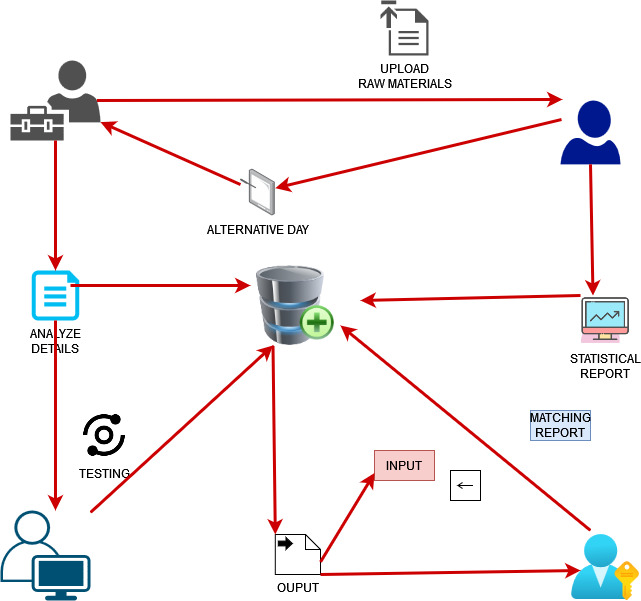 UPLOAD
RAW MATERIALS
ALTERNATIVE DAY
ANALYZE
DETAILS
STATISTICAL
REPORT
MATCHING
REPORT
TESTING
INPUT
OUPUT